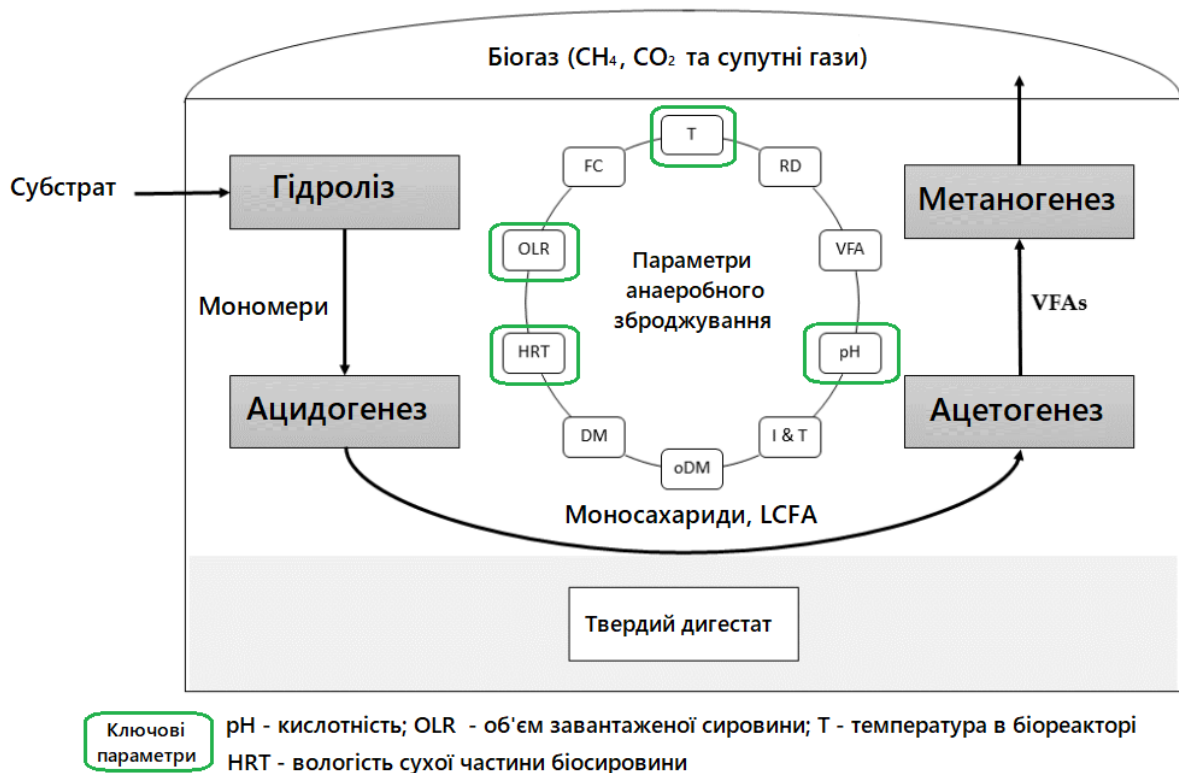 Біогаз (CH₄, CO₂ та супутні гази)
T
FC
RD
Субстрат
Гідроліз
Метаногенез
OLR
VFA
Параметри
анаеробного
зброджування
Мономери
VFAs
HRT
pH
Ацидогенез
Ацетогенез
DM
I & T
oDM
Моносахариди, LCFA
Твердий дигестат
Ключові
параметри
pH - кислотність; OLR - об'єм завантаженої сировини; T - температура в біореакторі
HRT - вологість сухої частини біосировини